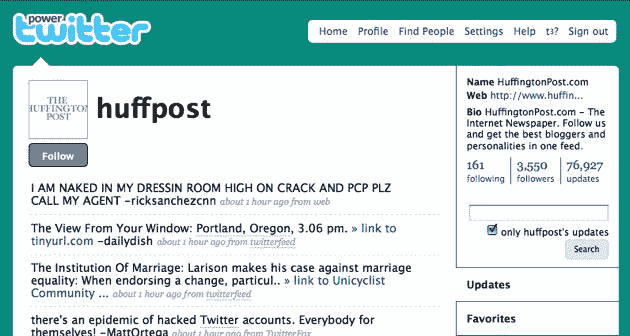 power
twitter
Home Profile Find People Settings Help t3? Sign out
THE
HUFFINGTON
POST
huffpost
Follow
I AM NAKED IN MY DRESSIN ROOM HIGH ON CRACK AND PCP PLZ
CALL MY AGENT –ricksanchezcnn about 1 hour ago from web
The View From Your Window: Portland, Oregon, 3.06 pm. » link to
tinyurl.com –dailydish about 1 hour ago from twitterfeed
The Institution Of Marriage: Larison makes his case against marriage
equality: When endorsing a change, particul.. » link to Unicyclist
Community ... about 1 hour ago from twitterfeed
there's an epidemic of hacked Twitter accounts. Everybody for
themselves! –MattOrtega about 1 hour ago from TwitterFox
Name HuffingtonPost.com
Web http://www.huffin...
Bio HuffingtonPost.com – The
Internet Newspaper. Follow us
and get the best bloggers and
personalities in one feed.
161 3,550 76,927
following followers updates
only huffpost's updates
Search
Updates
Favorites